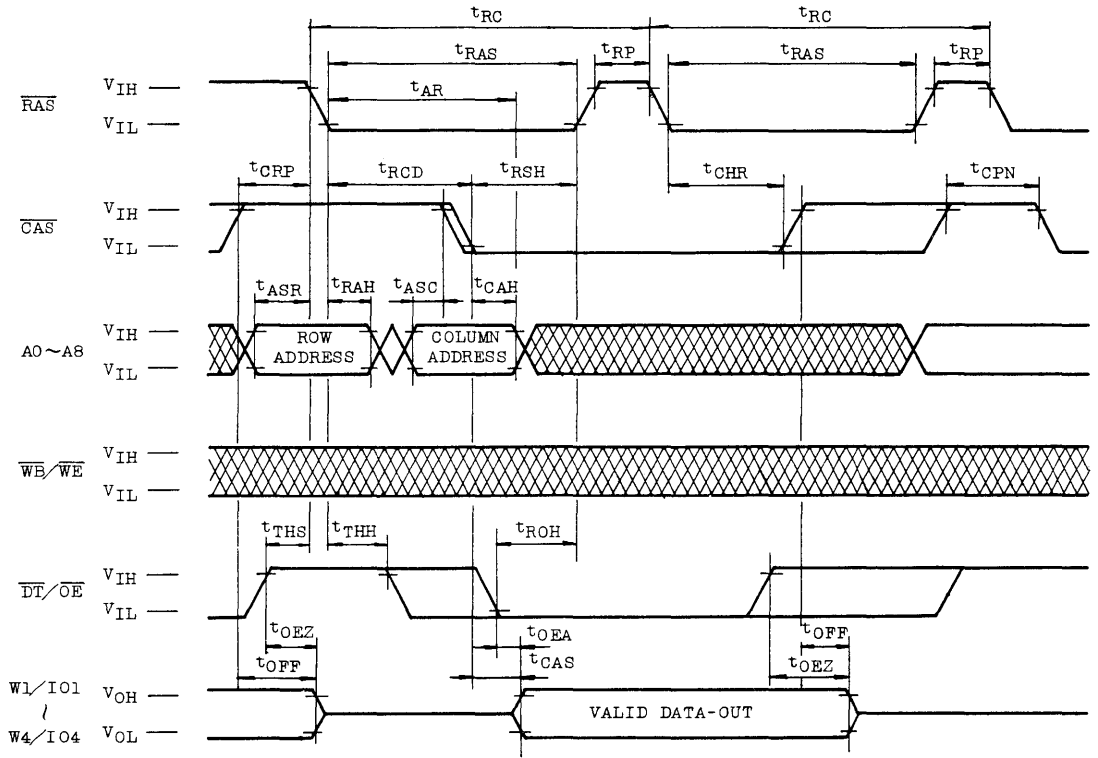 tRC tRC
tRAS tRP tRAS tRP
RAS VIH tAR
VIL
tCRP tRCD tRSH tCHR tCPN
CAS VIH
VIL
tASR tRAH tASC tCAH
A0~A8 VIH ROW ADDRESS COLUMN ADDRESS
VIL
WB/WE VIH
VIL
tTHS tTHH tROH
DT/OE VIH
VIL
tOEZ tOEA tOFF
tOFF tCAS tOEZ
W1/IO1 VOH
~ VALID DATA-OUT
W4/IO4 VOL